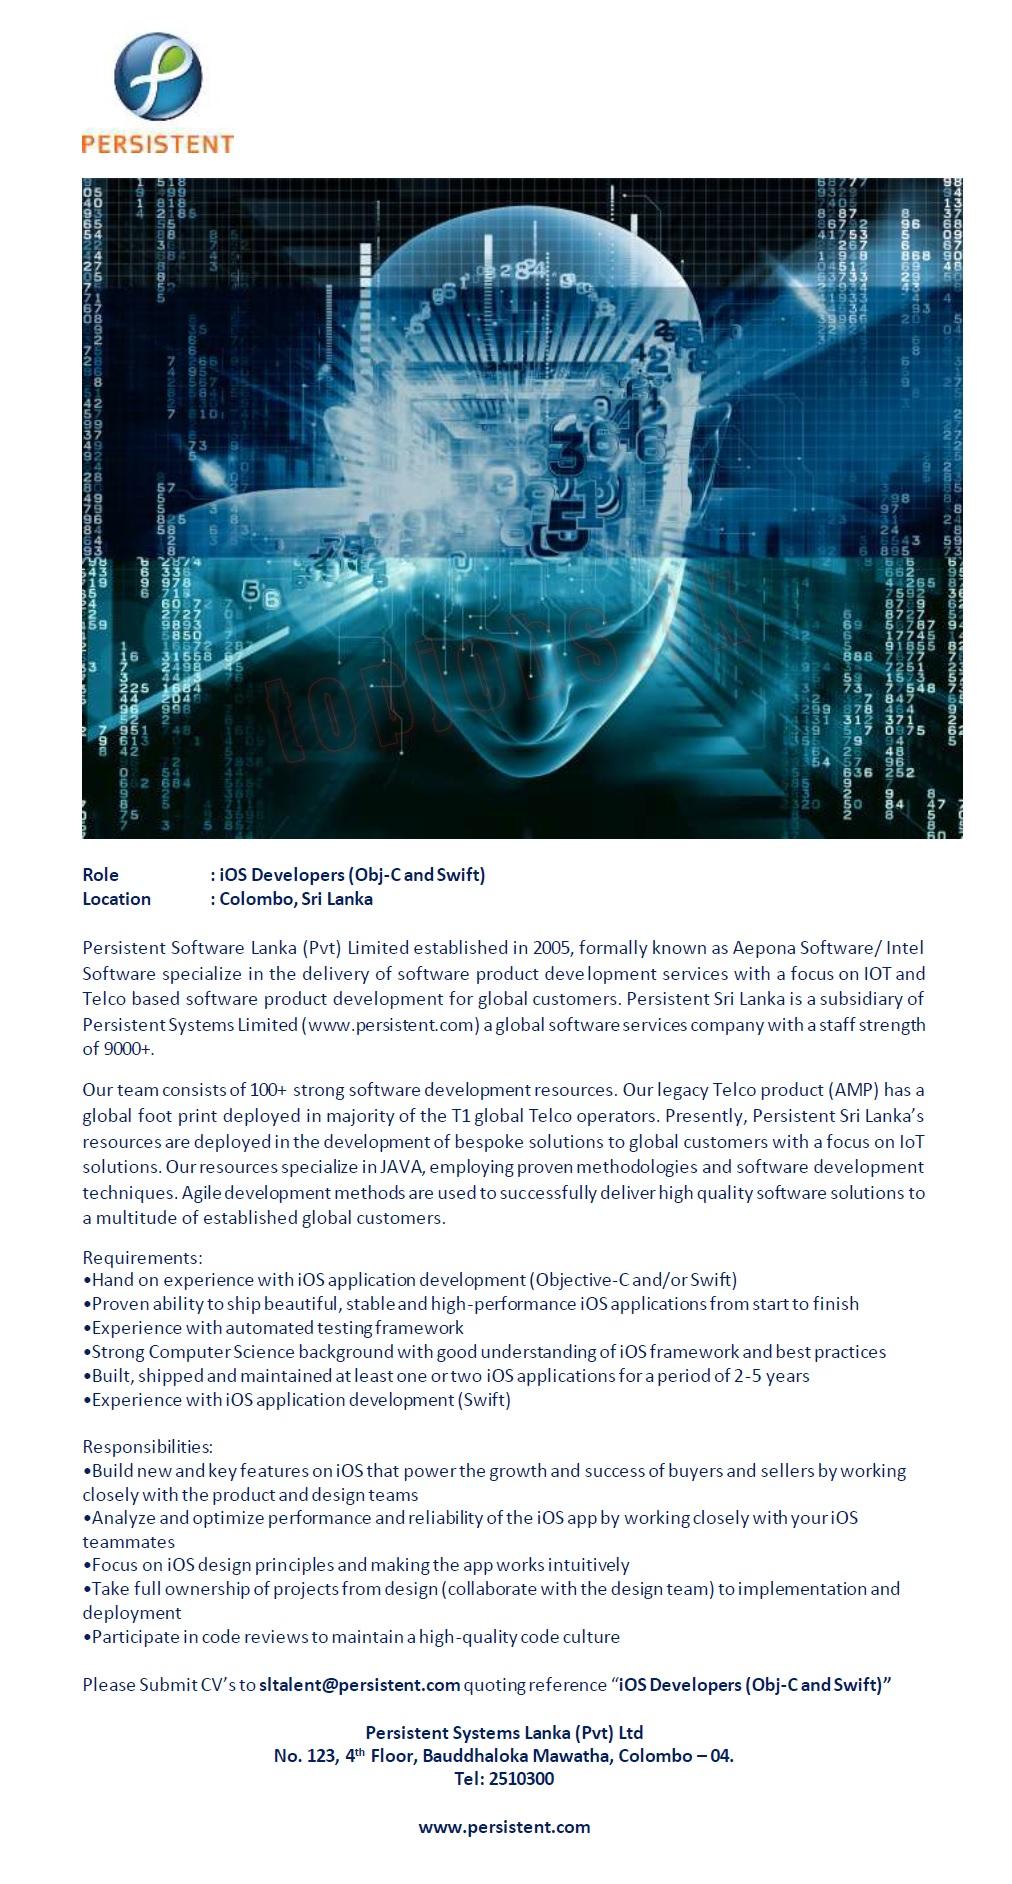 PERSISTENT
topjobs.lk
Role : iOS Developers (Obj-C and Swift)
Location : Colombo, Sri Lanka
Persistent Software Lanka (Pvt) Limited established in 2005, formally known as Aepona Software/ Intel
Software specialize in the delivery of software product development services with a focus on IOT and
Telco based software product development for global customers. Persistent Sri Lanka is a subsidiary of
Persistent Systems Limited (www.persistent.com) a global software services company with a staff strength
of 9000+.
Our team consists of 100+ strong software development resources. Our legacy Telco product (AMP) has a
global foot print deployed in majority of the T1 global Telco operators. Presently, Persistent Sri Lanka's
resources are deployed in the development of bespoke solutions to global customers with a focus on IoT
solutions. Our resources specialize in JAVA, employing proven methodologies and software development
techniques. Agile development methods are used to successfully deliver high quality software solutions to
a multitude of established global customers.
Requirements:
•Hand on experience with iOS application development (Objective-C and/or Swift)
•Proven ability to ship beautiful, stable and high-performance iOS applications from start to finish
•Experience with automated testing framework
•Strong Computer Science background with good understanding of iOS framework and best practices
•Built, shipped and maintained at least one or two iOS applications for a period of 2-5 years
•Experience with iOS application development (Swift)
Responsibilities:
•Build new and key features on iOS that power the growth and success of buyers and sellers by working
closely with the product and design teams
•Analyze and optimize performance and reliability of the iOS app by working closely with your iOS
teammates
•Focus on iOS design principles and making the app works intuitively
•Take full ownership of projects from design (collaborate with the design team) to implementation and
deployment
•Participate in code reviews to maintain a high-quality code culture
Please Submit CV's to sltalent@persistent.com quoting reference “iOS Developers (Obj-C and Swift)”
Persistent Systems Lanka (Pvt) Ltd
No. 123, 4th Floor, Bauddhaloka Mawatha, Colombo – 04.
Tel: 2510300
www.persistent.com